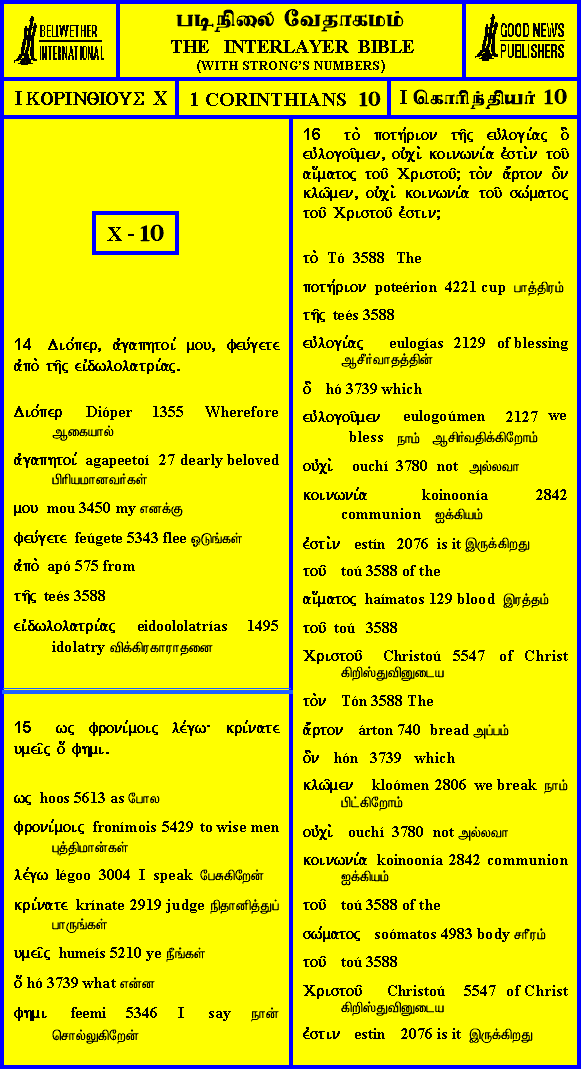 BELLWETHER
INTERNATIONAL
படிநிலை வேதாகமம்
THE INTERLAYER BIBLE
(WITH STRONG'S NUMBERS)
GOOD NEWS
PUBLISHERS
Ι ΚΟΡΙΝΘΙΟΥΣ Χ
1 CORINTHIANS 10
I கொரிந்தியர் 10
X - 10
14 Διόπερ, ἀγαπητοί μου, φεύγετε
ἀπὸ τῆς εἰδωλολατρίας.
Διόπερ Dióper 1355 Wherefore
ஆகையால்
ἀγαπητοί agapeetoí 27 dearly beloved
பிரியமானவர்கள்
μου mou 3450 my எனக்கு
φεύγετε feúgete 5343 flee ஓடுங்கள்
ἀπὸ apó 575 from
τῆς teés 3588
εἰδωλολατρίας eidoololatrías 1495
idolatry விக்கிரகாராதனை
15 ως φρονίμοις λέγω· κρίνατε
υμεῖς ὅ φημι.
ως hoos 5613 as போல
φρονίμοις fronímois 5429 to wise men
புத்திமான்கள்
λέγω légoo 3004 I speak பேசுகிறேன்
κρίνατε krínate 2919 judge நிதானித்துப்
பாருங்கள்
υμεῖς humeís 5210 ye நீங்கள்
ὅ hó 3739 what என்ன
φημι feemi 5346 I say நான்
சொல்லுகிறேன்
16 τὸ ποτήριον τῆς εὐλογίας ὃ
εὐλογοῦμεν, οὐχὶ κοινωνία ἐστὶν τοῦ
αἵματος τοῦ Χριστοῦ; τὸν ἄρτον ὃν
κλῶμεν, οὐχὶ κοινωνία τοῦ σώματος
τοῦ Χριστοῦ ἐστιν;
τὸ Tó 3588 The
ποτήριον poteérion 4221 cup பாத்திரம்
τῆς teés 3588
εὐλογίας eulogías 2129 of blessing
ஆசீர்வாதத்தின்
ὃ hó 3739 which
εὐλογοῦμεν eulogoúmen 2127 we
bless நாம் ஆசிர்வதிக்கிறோம்
οὐχὶ ouchí 3780 not அல்லவா
κοινωνία koinoonía 2842
communion ஐக்கியம்
ἐστὶν estín 2076 is it இருக்கிறது
τοῦ toú 3588 of the
αἵματος haímatos 129 blood இரத்தம்
τοῦ toú 3588
Χριστοῦ Christoú 5547 of Christ
கிறிஸ்துவினுடைய
τὸν Tón 3588 The
ἄρτον árton 740 bread அப்பம்
ὃν hón 3739 which
κλῶμεν kloómen 2806 we break நாம்
பிட்கிறோம்
οὐχὶ ouchí 3780 not அல்லவா
κοινωνία koinoonía 2842 communion
ஐக்கியம்
τοῦ toú 3588 of the
σώματος soómatos 4983 body சரீரம்
τοῦ toú 3588
Χριστοῦ Christoú 5547 of Christ
கிறிஸ்துவினுடைய
ἐστιν estin 2076 is it இருக்கிறது